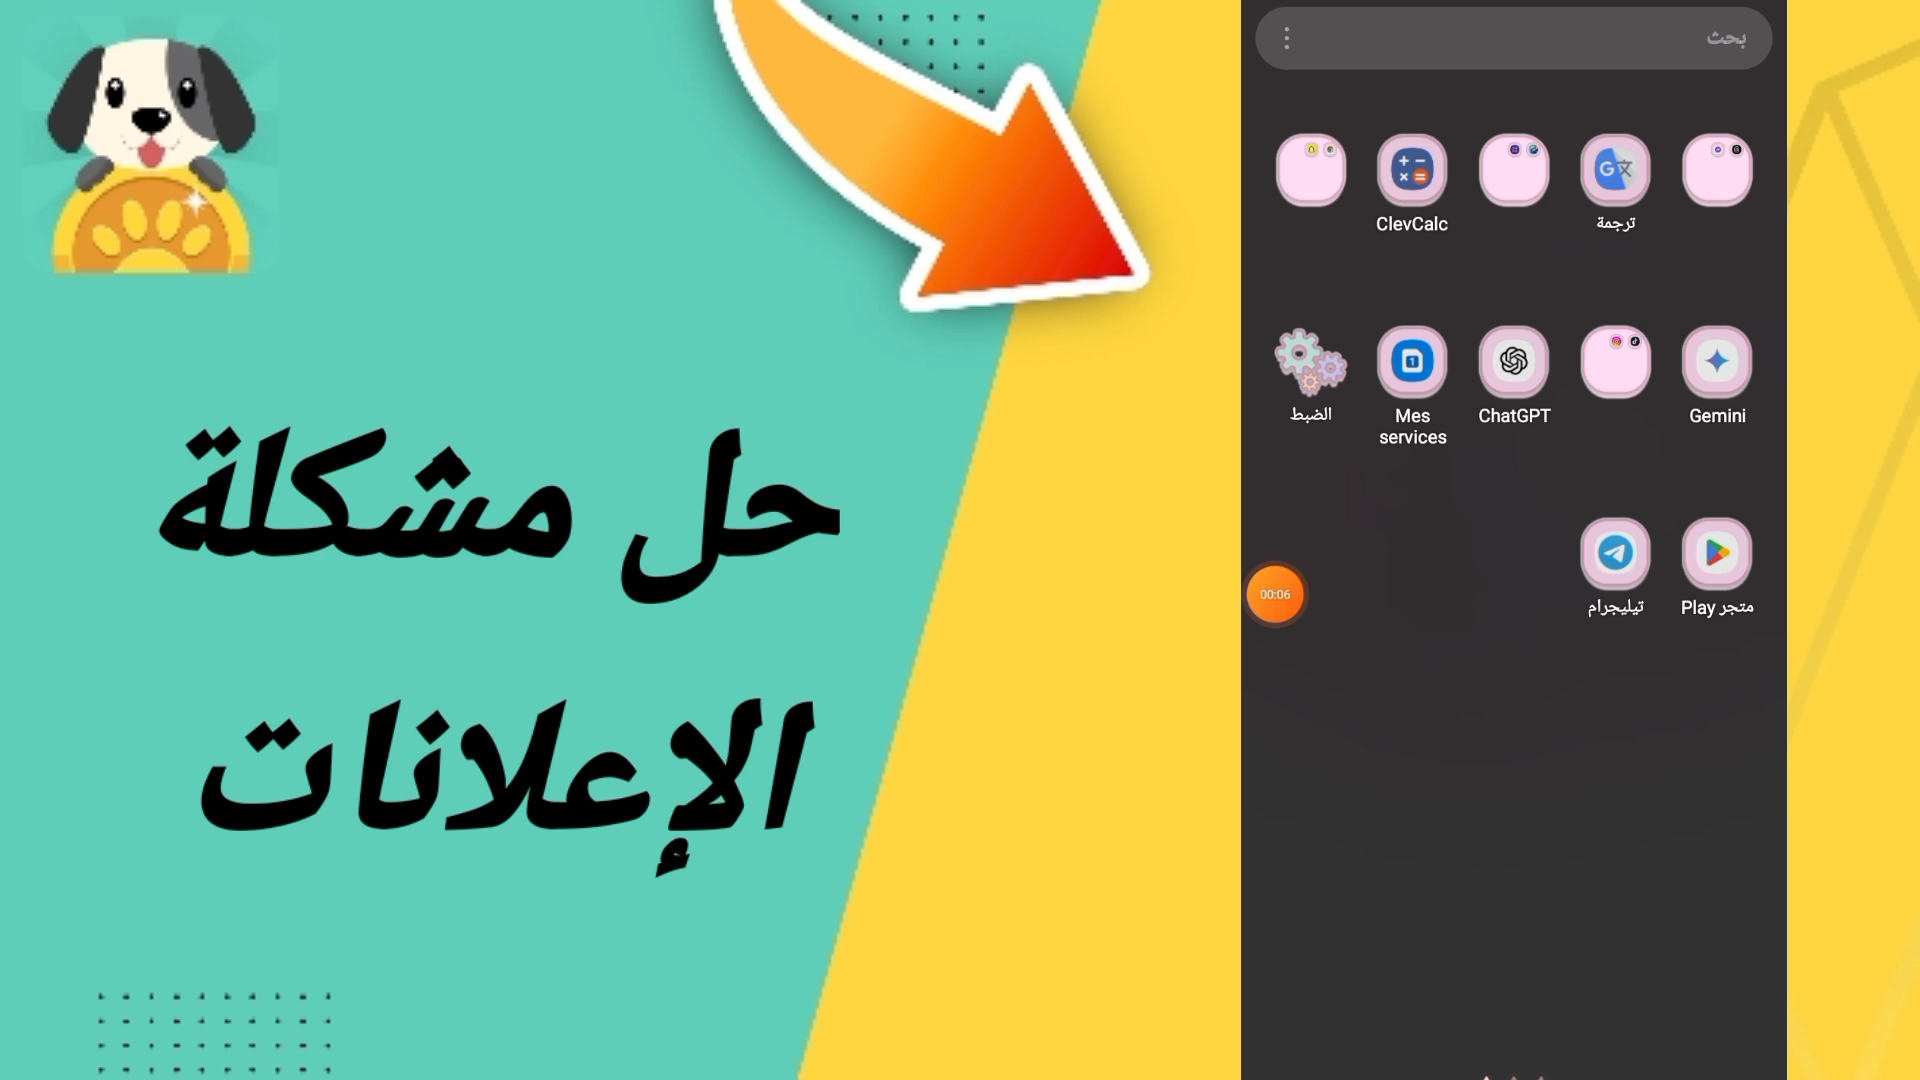 حل مشكلة
الإعلانات
بحث
ClevCalc
ترجمة
الضبط
Mes
services
ChatGPT
Gemini
00:06
تيليجرام
متجر Play